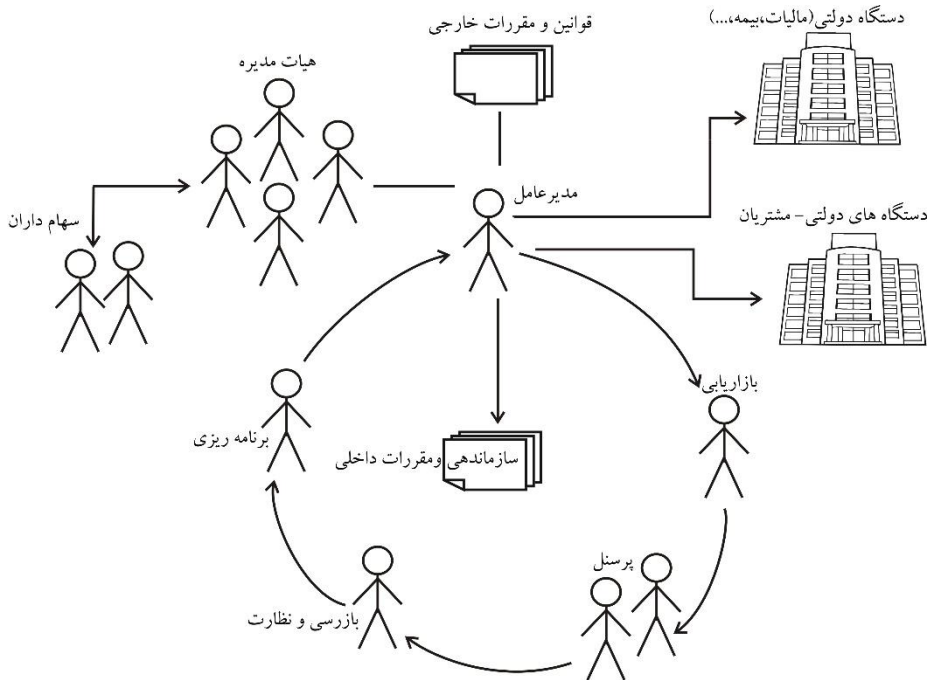 دستگاه دولتی(مالیات،بیمه،...)
قوانین و مقررات خارجی
هیات مدیره
مدیرعامل
سهام داران
دستگاه های دولتی- مشتریان
بازاریابی
برنامه ریزی
سازماندهی ومقررات داخلی
پرسنل
بازرسی و نظارت